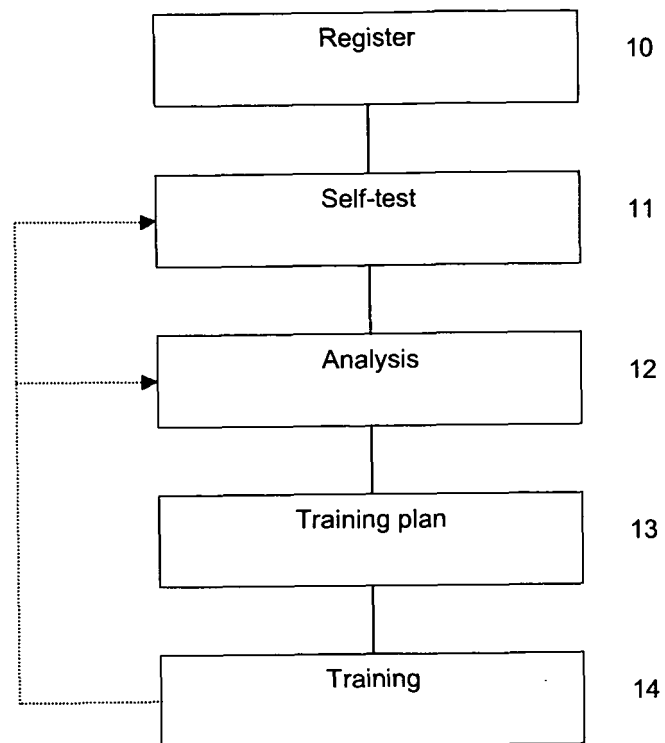 Register 10
Self-test 11
Analysis 12
Training plan 13
Training 14